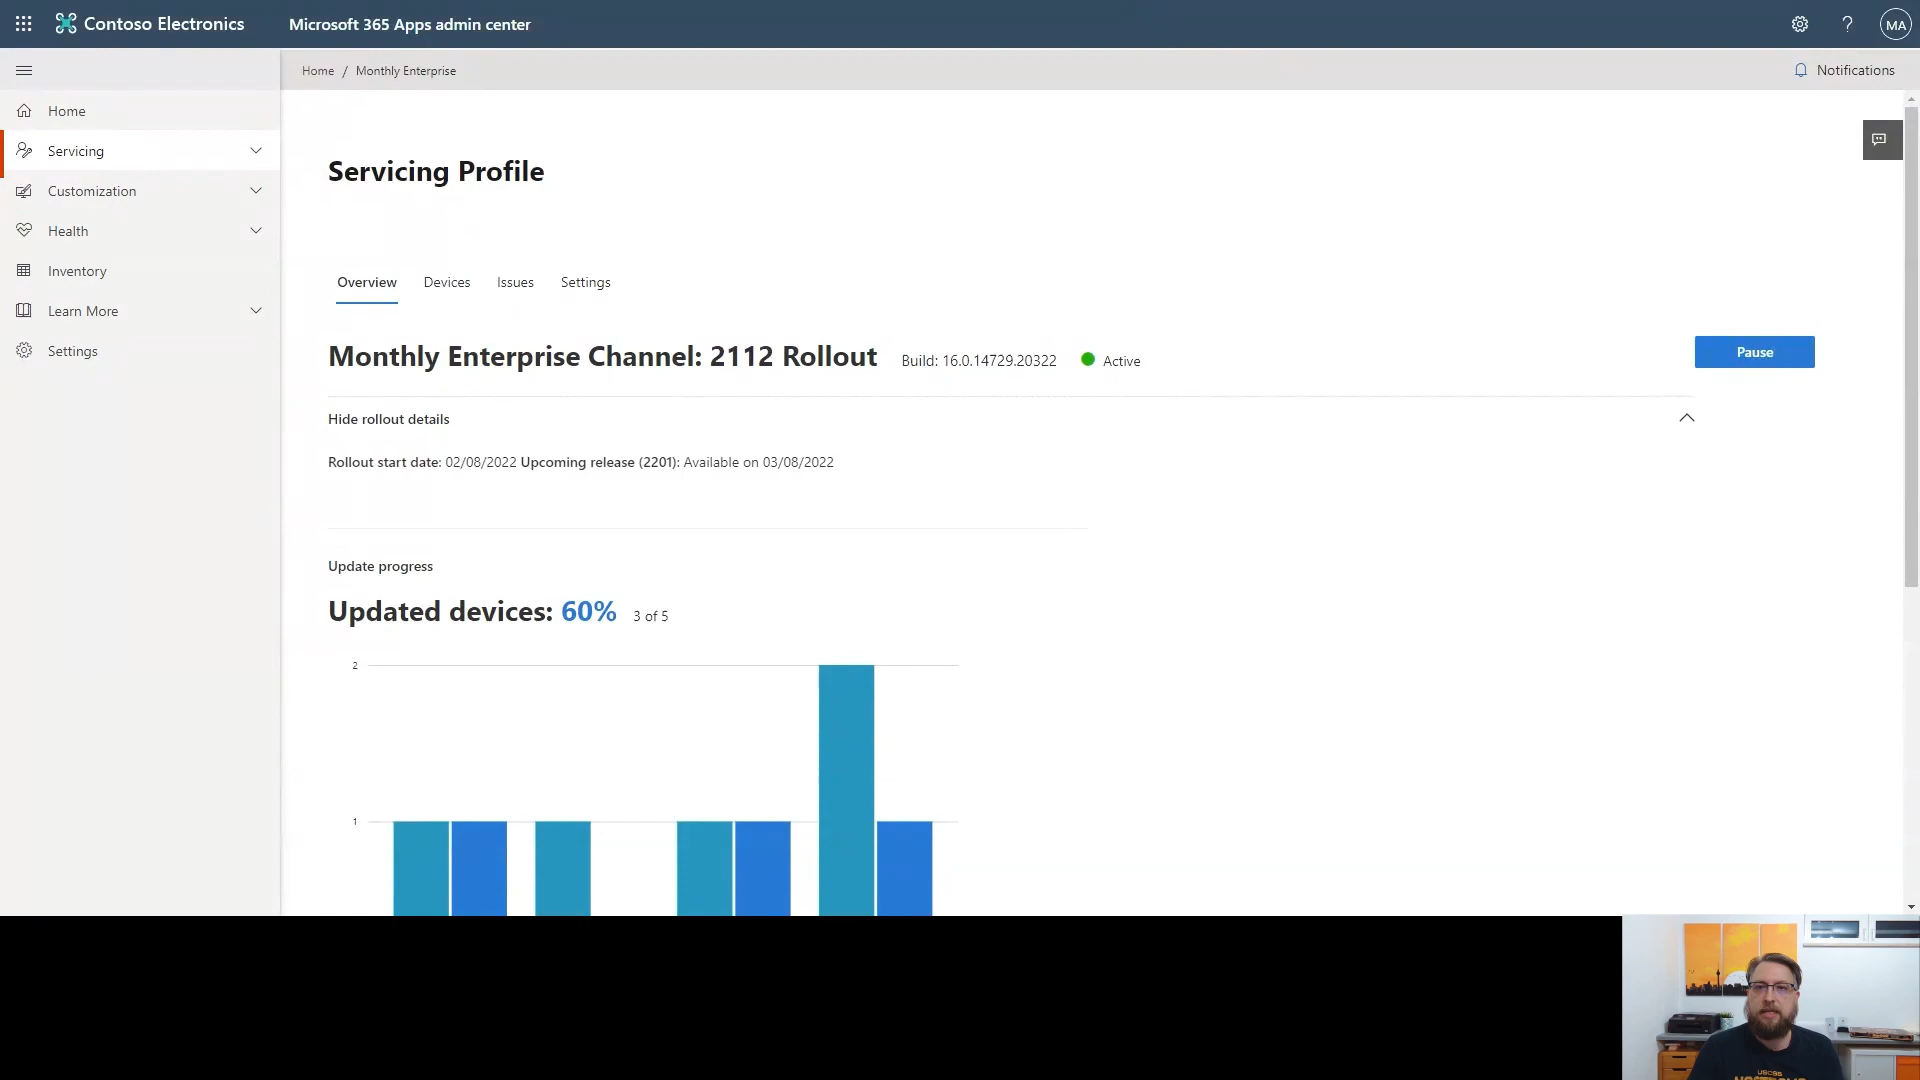 Contoso Electronics
Microsoft 365 Apps admin center
MA
Home / Monthly Enterprise
Notifications
Home
Servicing
Customization
Health
Inventory
Learn More
Settings
Servicing Profile
Overview Devices Issues Settings
Monthly Enterprise Channel: 2112 Rollout Build: 16.0.14729.20322 Active
Pause
Hide rollout details
Rollout start date: 02/08/2022 Upcoming release (2201): Available on 03/08/2022
Update progress
Updated devices: 60% 3 of 5
2
1
USCSS